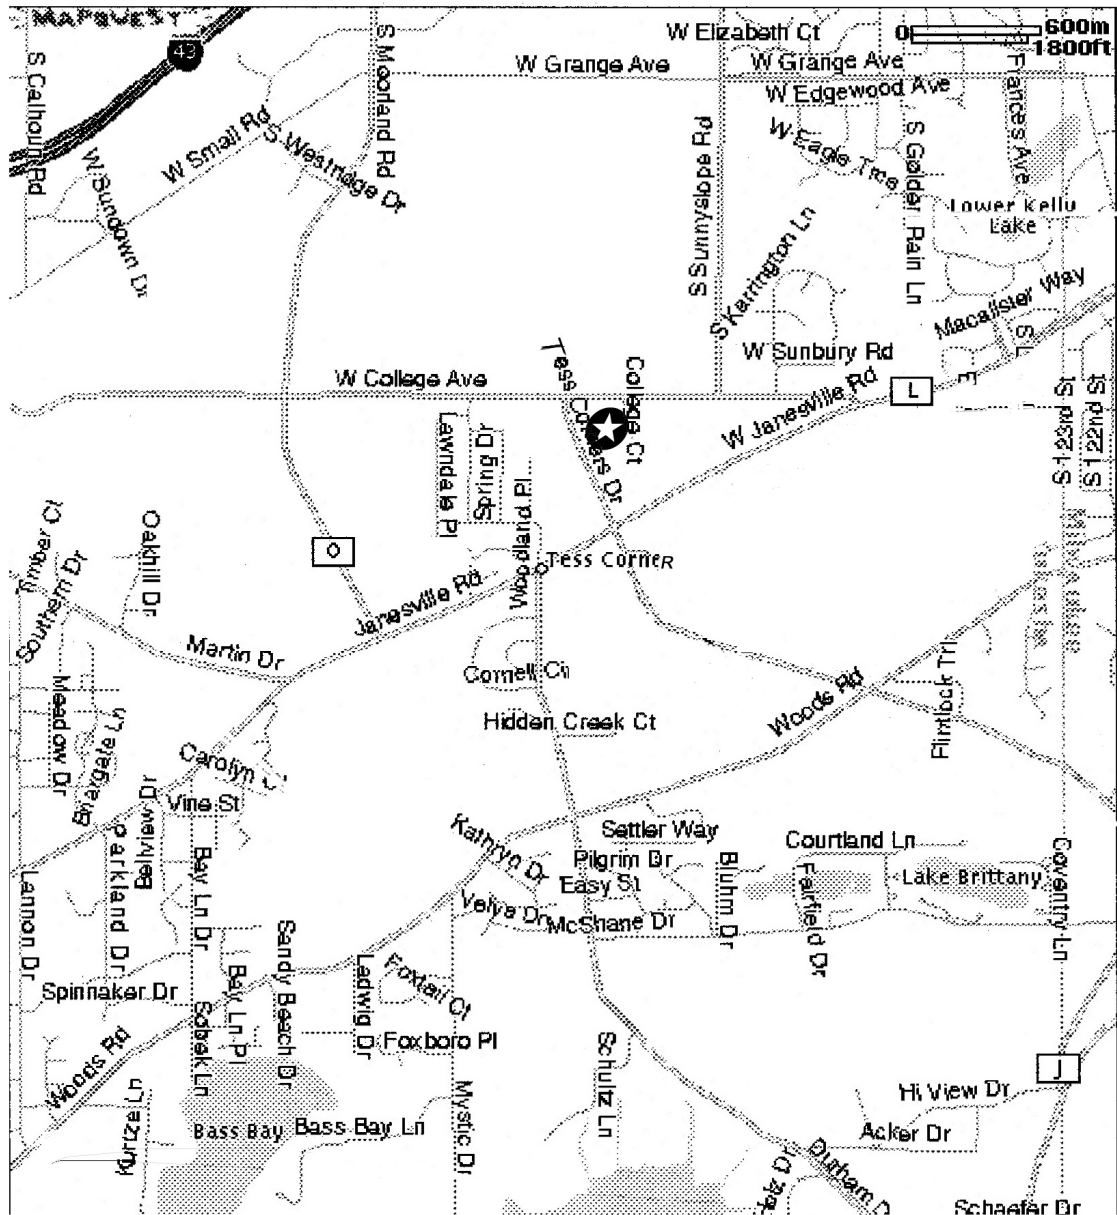 MAPQUEST
43
W Elizabeth Ct
0
600m
1800ft
S Calhoun Rd
S Moorland Rd
W Grange Ave
W Grange Ave
W Edgewood Ave
Frances Ave
W Small Rd
S Westridge Dr
W Sundown Dr
S Sunnyslope Rd
W Eagle Tree
S Golden Rain Ln
Lower Kelly
Lake
S Karrington Ln
Macalister Way
S L
W Sunbury Rd
E
W College Ave
Tess Corners Dr
College Ct
W Janesville Rd
L
S 123rd St
S 122nd St
Lawndale Pl
Spring Dr
Woodland Pl
Tess Corner
O
Timber Ct
Southern Dr
Oakhill Dr
Janesville Rd
Martin Dr
Cornell Cir
Hidden Creek Ct
Woods Rd
Flintlock Trl
Meadow Dr
Briargate Ln
Carolyn Ct
Vine St
Bellview Dr
Parkland Dr
Bay Ln Dr
Lannon Dr
Kathryn Dr
Settler Way
Pilgrim Dr
Easy St
Velva Dr
McShane Dr
Bluhm Dr
Courtland Ln
Fairfield Dr
Lake Brittany
Coventry Ln
Spinnaker Dr
Sobek Ln
Bay Ln Pl
Sandy Beach Dr
Ladwig Dr
Foxtail Ct
Foxboro Pl
Woods Rd
Kurtze Ln
Bass Bay
Bass Bay Ln
Mystic Dr
Schultz Ln
J
Hi View Dr
Acker Dr
Durham D
Schaefer Dr